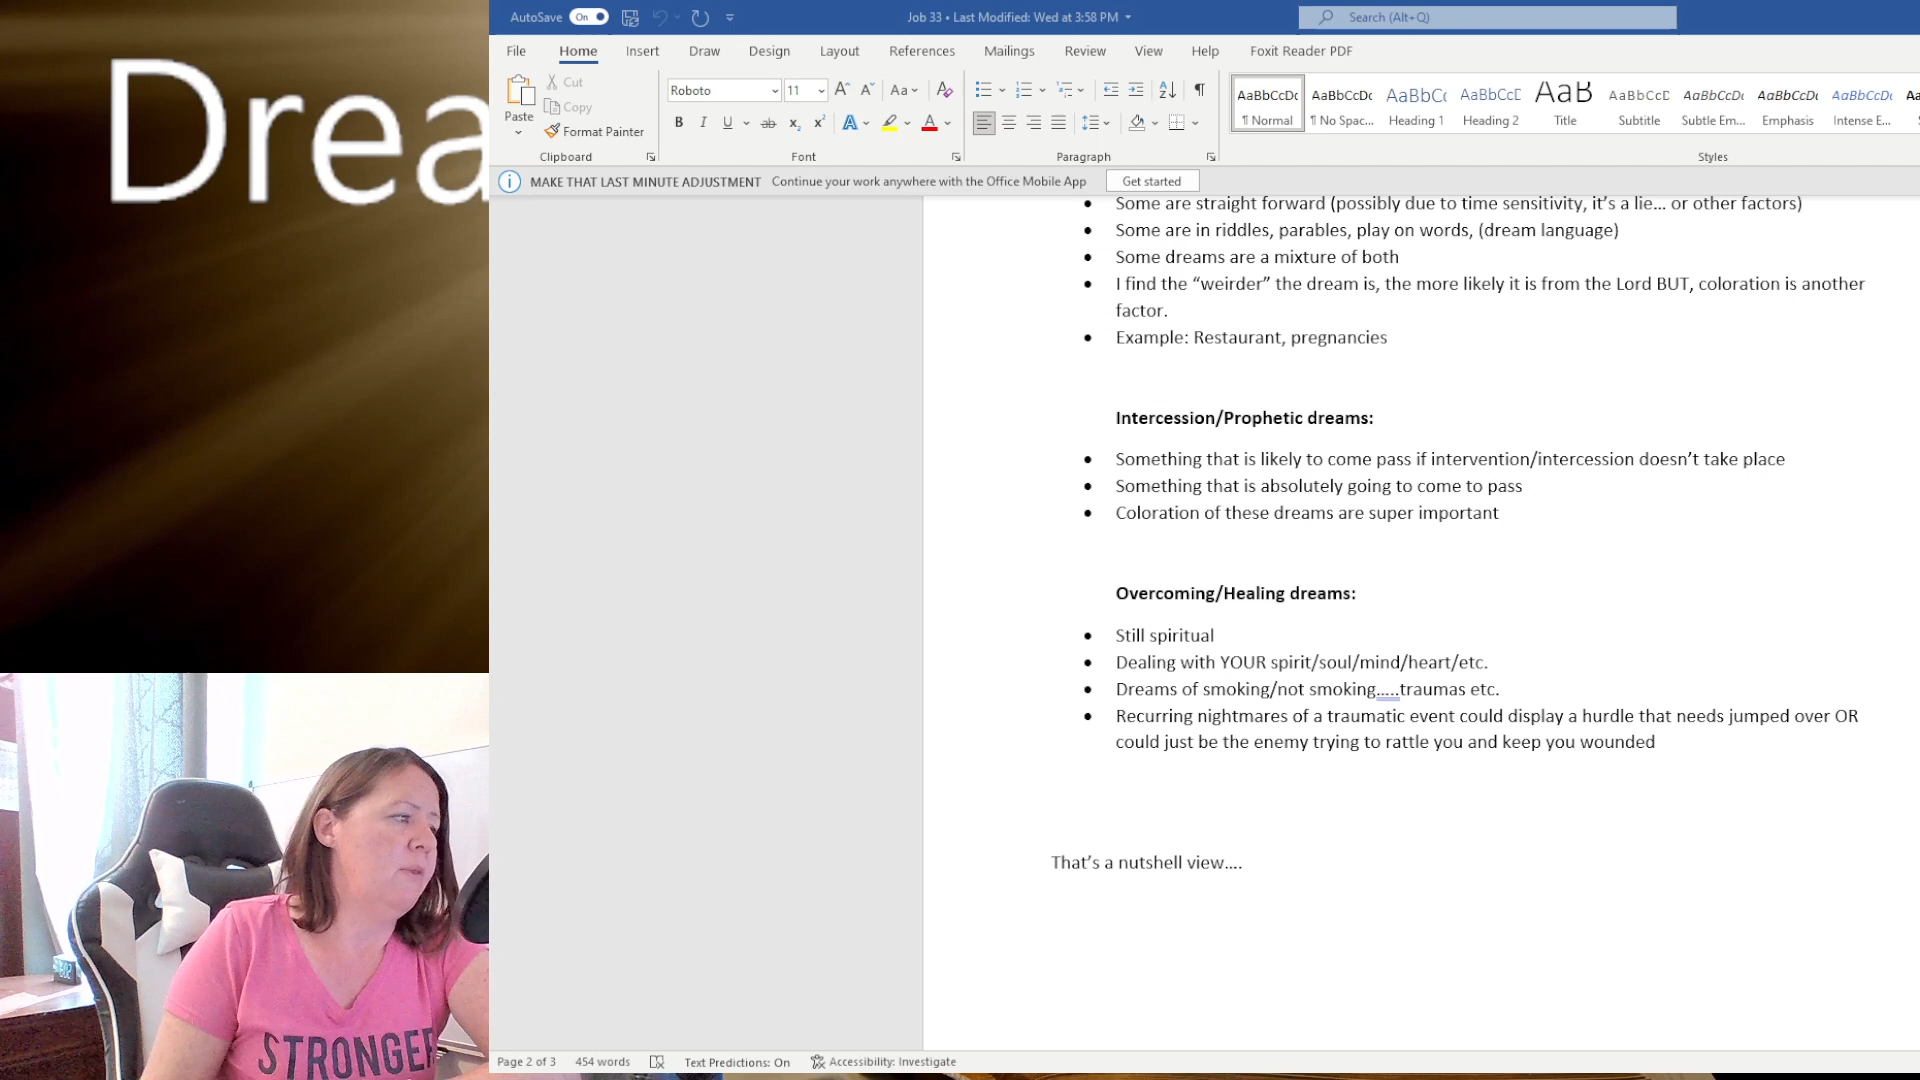 Drea
AutoSave On
Job 33 • Last Modified: Wed at 3:58 PM
Search (Alt+Q)
File Home Insert Draw Design Layout References Mailings Review View Help Foxit Reader PDF
Paste
Cut
Copy
Format Painter
Clipboard
Roboto 11
Font
Paragraph
AaBbCcDc AaBbCcDc AaBbCc AaBbCcD AaB AaBbCcD AaBbCcDc AaBbCcDc AaBbCcDc
¶ Normal ¶ No Spac... Heading 1 Heading 2 Title Subtitle Subtle Em... Emphasis Intense E...
Styles
MAKE THAT LAST MINUTE ADJUSTMENT Continue your work anywhere with the Office Mobile App Get started
• Some are straight forward (possibly due to time sensitivity, it’s a lie… or other factors)
• Some are in riddles, parables, play on words, (dream language)
• Some dreams are a mixture of both
• I find the “weirder” the dream is, the more likely it is from the Lord BUT, coloration is another
factor.
• Example: Restaurant, pregnancies
Intercession/Prophetic dreams:
• Something that is likely to come pass if intervention/intercession doesn’t take place
• Something that is absolutely going to come to pass
• Coloration of these dreams are super important
Overcoming/Healing dreams:
• Still spiritual
• Dealing with YOUR spirit/soul/mind/heart/etc.
• Dreams of smoking/not smoking…..traumas etc.
• Recurring nightmares of a traumatic event could display a hurdle that needs jumped over OR
could just be the enemy trying to rattle you and keep you wounded
That’s a nutshell view….
STRONGER
Page 2 of 3 454 words Text Predictions: On Accessibility: Investigate